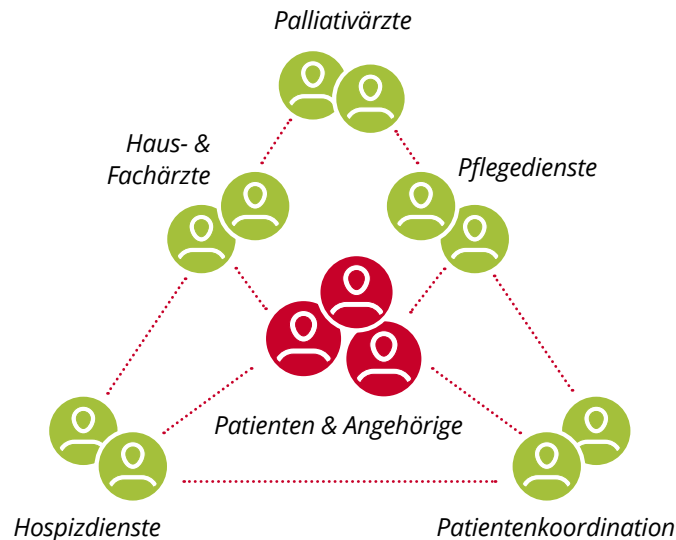 Palliativärzte
Haus- &
Fachärzte
Pflegedienste
Patienten & Angehörige
Hospizdienste
Patientenkoordination